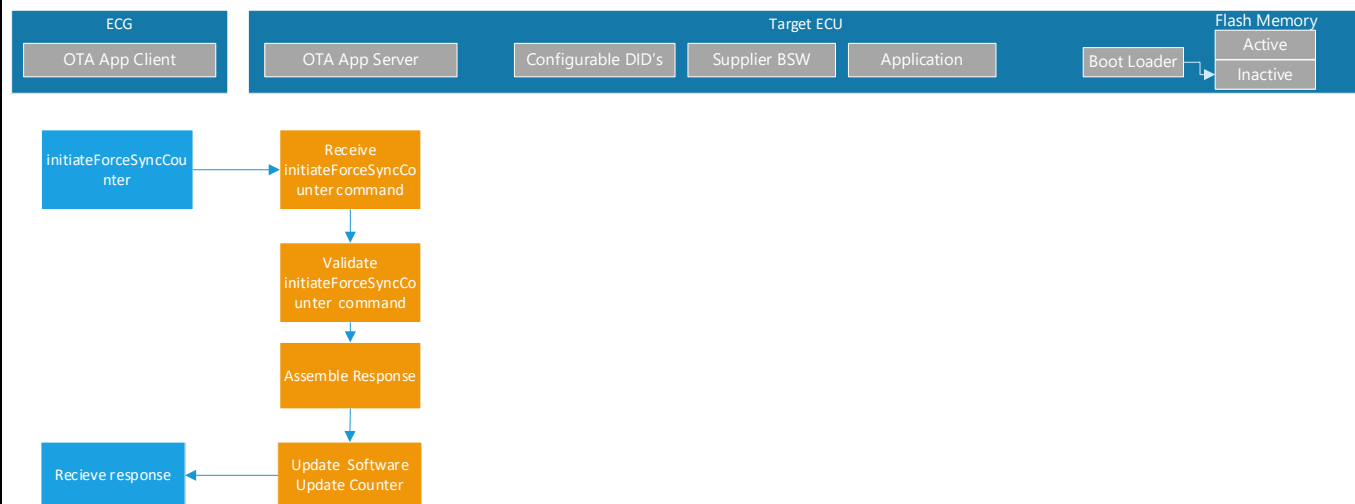 ECG
Target ECU
Flash Memory
OTA App Client
OTA App Server
Configurable DID's
Supplier BSW
Application
Boot Loader
Active
Inactive
initiateForceSyncCou
nter
Receive
initiateForceSyncCo
unter command
Validate
initiateForceSyncCo
unter command
Assemble Response
Recieve response
Update Software
Update Counter